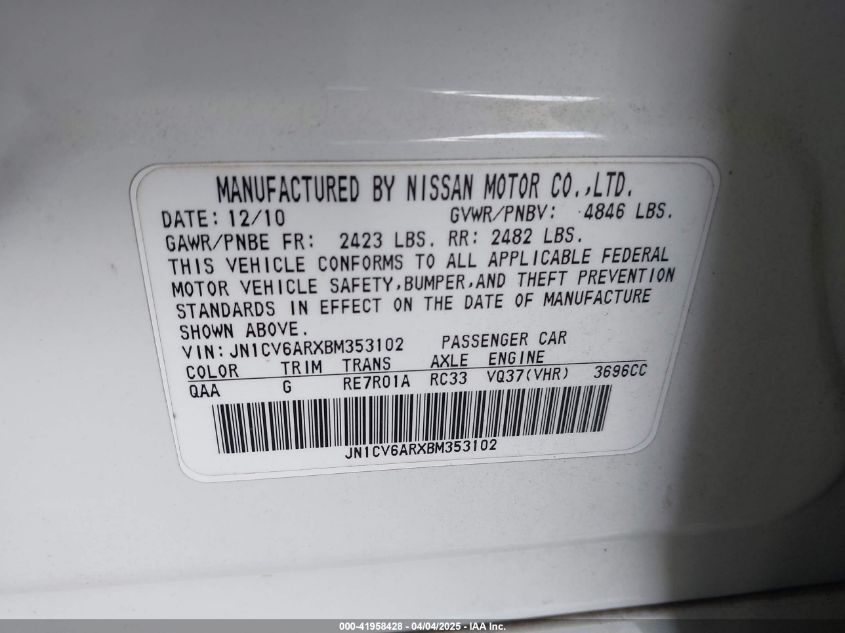 MANUFACTURED BY NISSAN MOTOR CO.,LTD.
DATE: 12/10 GVWR/PNBV: 4846 LBS.
GAWR/PNBE FR: 2423 LBS. RR: 2482 LBS.
THIS VEHICLE CONFORMS TO ALL APPLICABLE FEDERAL
MOTOR VEHICLE SAFETY,BUMPER,AND THEFT PREVENTION
STANDARDS IN EFFECT ON THE DATE OF MANUFACTURE
SHOWN ABOVE.
VIN: JN1CV6ARXBM353102 PASSENGER CAR
COLOR TRIM TRANS AXLE ENGINE
QAA G RE7R01A RC33 VQ37(VHR) 3696CC
JN1CV6ARXBM353102
000-41958428 - 04/04/2025 - IAA Inc.